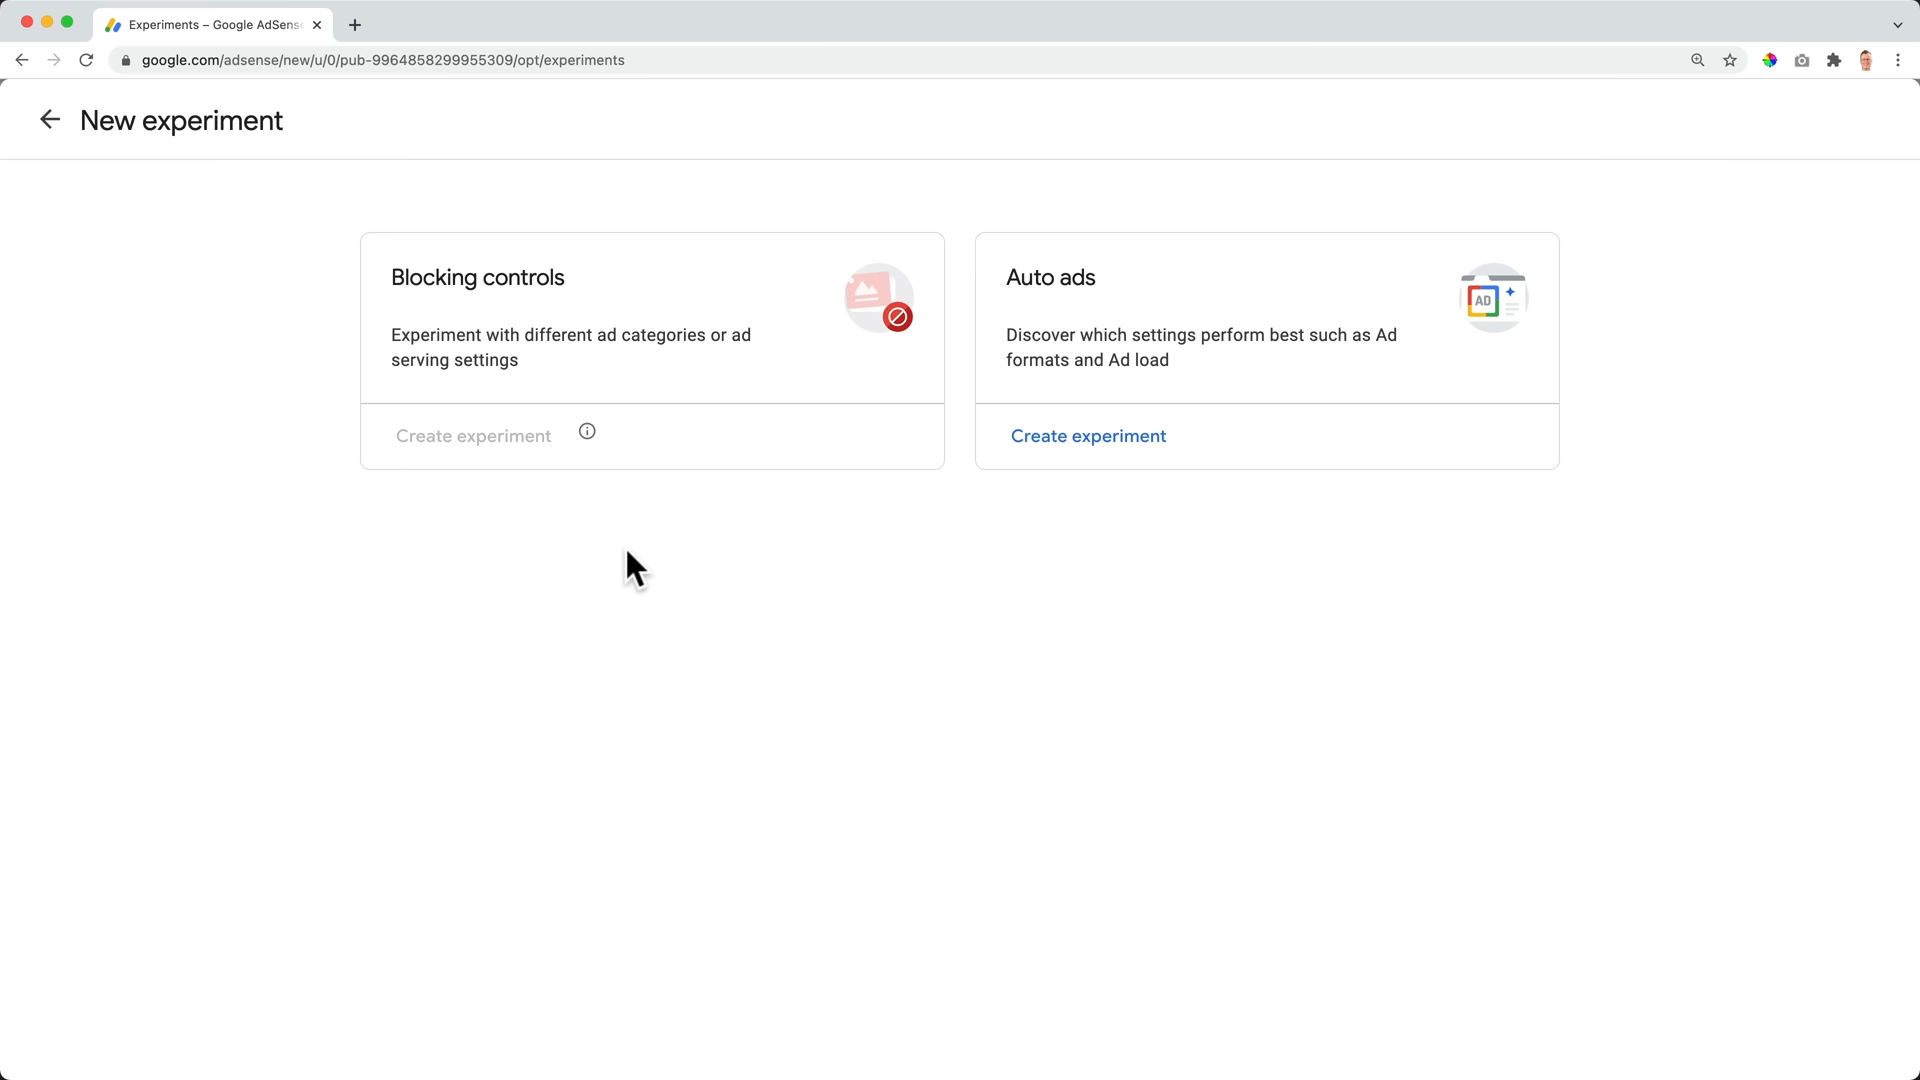 Experiments – Google AdSense
google.com/adsense/new/u/0/pub-9964858299955309/opt/experiments
New experiment
Blocking controls
Experiment with different ad categories or ad
serving settings
Create experiment
Auto ads
AD
Discover which settings perform best such as Ad
formats and Ad load
Create experiment